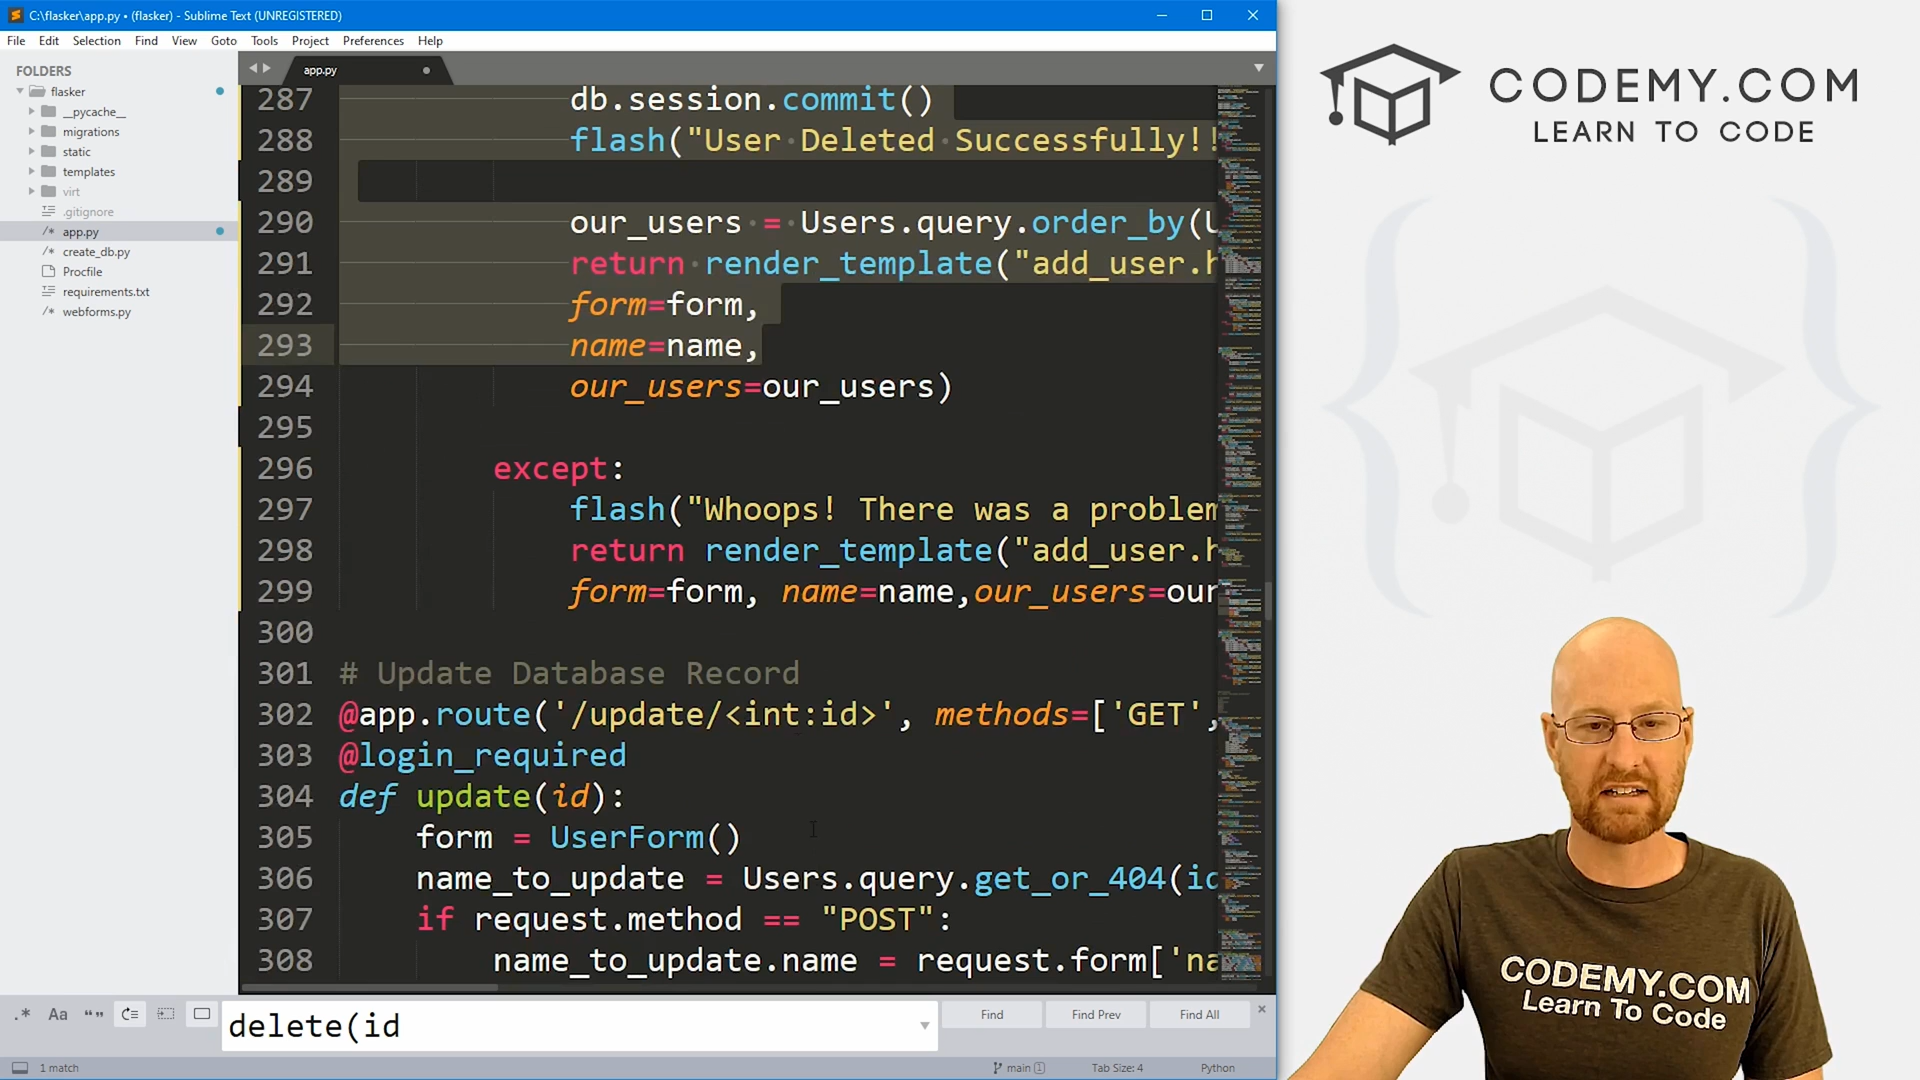 C:\flasker\app.py • (flasker) - Sublime Text (UNREGISTERED)
File Edit Selection Find View Goto Tools Project Preferences Help
FOLDERS
flasker
__pycache__
migrations
static
templates
virt
.gitignore
app.py
create_db.py
Procfile
requirements.txt
webforms.py
app.py
287 db.session.commit()
288 flash("User Deleted Successfully!!
289
290 our_users = Users.query.order_by(U
291 return render_template("add_user.h
292 form=form,
293 name=name,
294 our_users=our_users)
295
296 except:
297 flash("Whoops! There was a problem
298 return render_template("add_user.h
299 form=form, name=name,our_users=our
300
301 # Update Database Record
302 @app.route('/update/<int:id>', methods=['GET',
303 @login_required
304 def update(id):
305 form = UserForm()
306 name_to_update = Users.query.get_or_404(id
307 if request.method == "POST":
308 name_to_update.name = request.form['na
.* Aa “”
delete(id
Find Find Prev Find All
1 match
main 1 Tab Size: 4 Python
CODEMY.COM
LEARN TO CODE
CODEMY.COM
Learn To Code